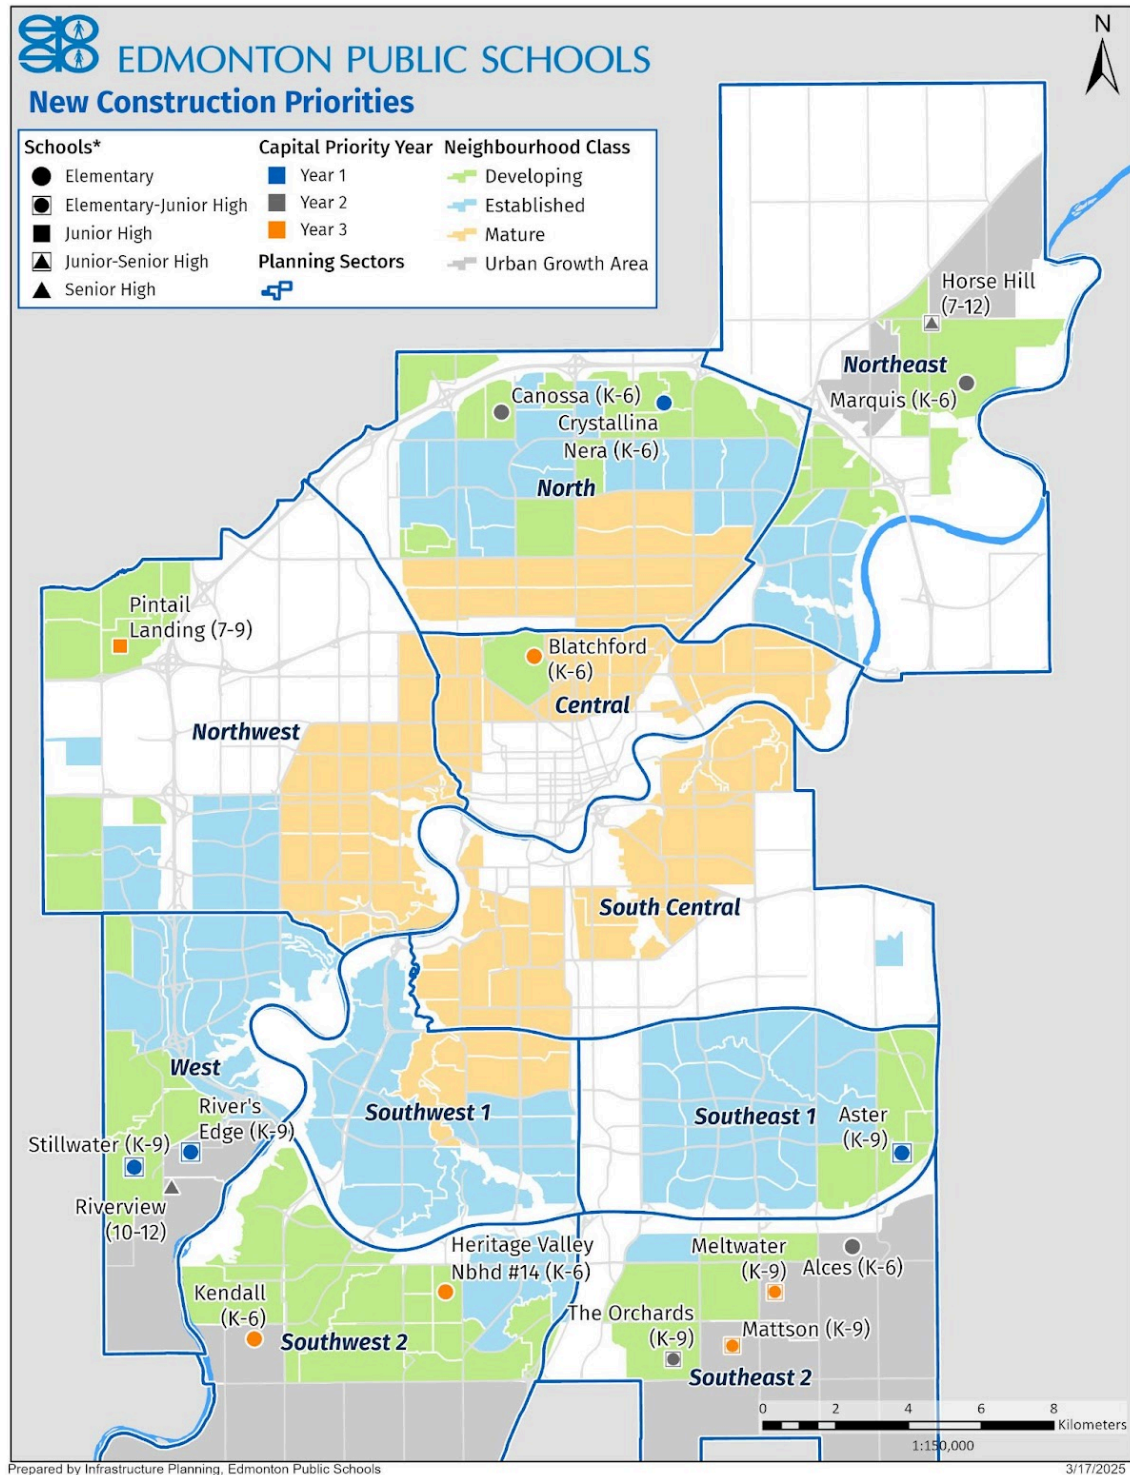 EDMONTON PUBLIC SCHOOLS
New Construction Priorities
N
Schools*
Elementary
Elementary-Junior High
Junior High
Junior-Senior High
Senior High
Capital Priority Year
Year 1
Year 2
Year 3
Planning Sectors
Neighbourhood Class
Developing
Established
Mature
Urban Growth Area
Horse Hill
(7-12)
Northeast
Marquis (K-6)
Canossa (K-6)
Crystallina
Nera (K-6)
North
Pintail
Landing (7-9)
Blatchford
(K-6)
Central
Northwest
South Central
West
River's
Edge (K-9)
Stillwater (K-9)
Riverview
(10-12)
Southwest 1
Southeast 1
Aster
(K-9)
Heritage Valley
Nbhd #14 (K-6)
Meltwater
(K-9)
Alces (K-6)
Kendall
(K-6)
Southwest 2
The Orchards
(K-9)
Mattson (K-9)
Southeast 2
0 2 4 6 8
Kilometers
1:150,000
Prepared by Infrastructure Planning, Edmonton Public Schools
3/17/2025